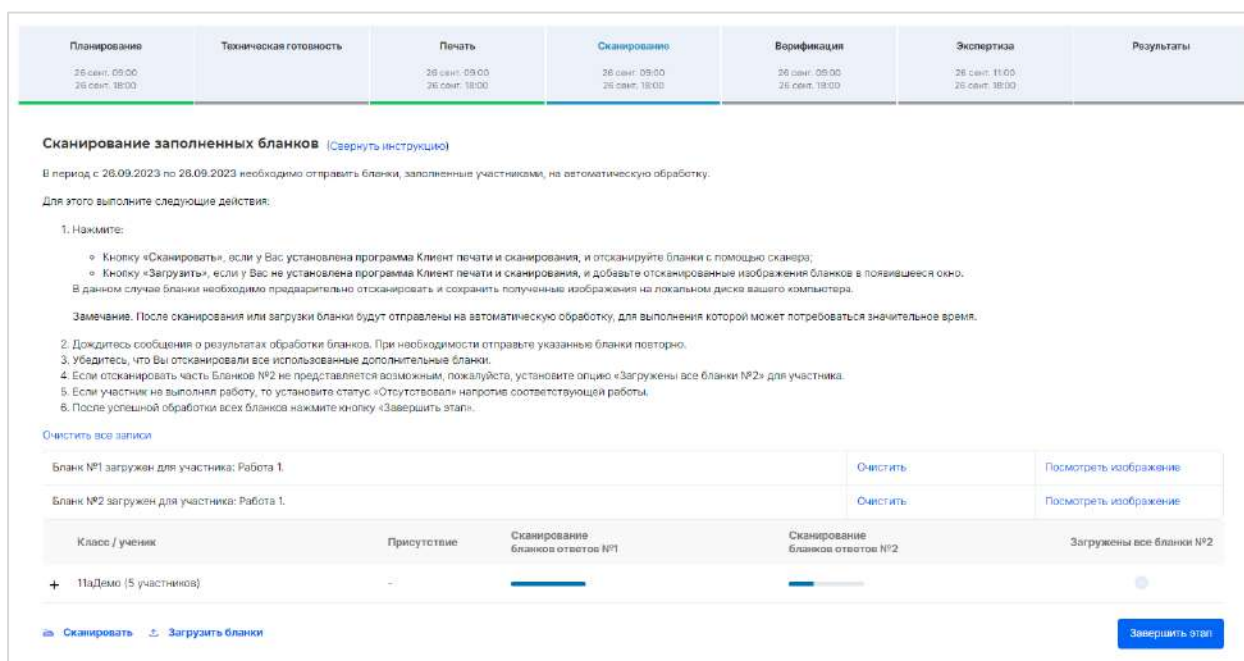 Планирование
Техническая готовность
Печать
Сканирование
Верификация
Экспертиза
Результаты
26 сент. 09:00
26 сент. 09:00
26 сент. 09:00
26 сент. 09:00
26 сент. 11:00
26 сент. 18:00
26 сент. 18:00
26 сент. 18:00
26 сент. 18:00
26 сент. 18:00
Сканирование заполненных бланков (Свернуть инструкцию)
В период с 26.09.2023 по 26.09.2023 необходимо отправить бланки, заполненные участниками, на автоматическую обработку.
Для этого выполните следующие действия:
1. Нажмите:
Кнопку «Сканировать», если у Вас установлена программа Клиент печати и сканирования, и отсканируйте бланки с помощью сканера;
Кнопку «Загрузить», если у Вас не установлена программа Клиент печати и сканирования, и добавьте отсканированные изображения бланков в появившееся окно.
В данном случае бланки необходимо предварительно отсканировать и сохранить полученные изображения на локальном диске вашего компьютера.
Замечание. После сканирования или загрузки бланки будут отправлены на автоматическую обработку, для выполнения которой может потребоваться значительное время.
2. Дождитесь сообщения о результатах обработки бланков. При необходимости отправьте указанные бланки повторно.
3. Убедитесь, что Вы отсканировали все использованные дополнительные бланки.
4. Если отсканировать часть Бланков №2 не представляется возможным, пожалуйста, установите опцию «Загружены все бланки №2» для участника.
5. Если участник не выполнял работу, то установите статус «Отсутствовал» напротив соответствующей работы.
6. После успешной обработки всех бланков нажмите кнопку «Завершить этап».
Очистить все записи
Бланк №1 загружен для участника: Работа 1. Очистить Посмотреть изображение
Бланк №2 загружен для участника: Работа 1. Очистить Посмотреть изображение
Класс / ученик
Присутствие
Сканирование
бланков ответов №1
Сканирование
бланков ответов №2
Загружены все бланки №2
+ 11аДемо (5 участников) -
Сканировать Загрузить бланки Завершить этап